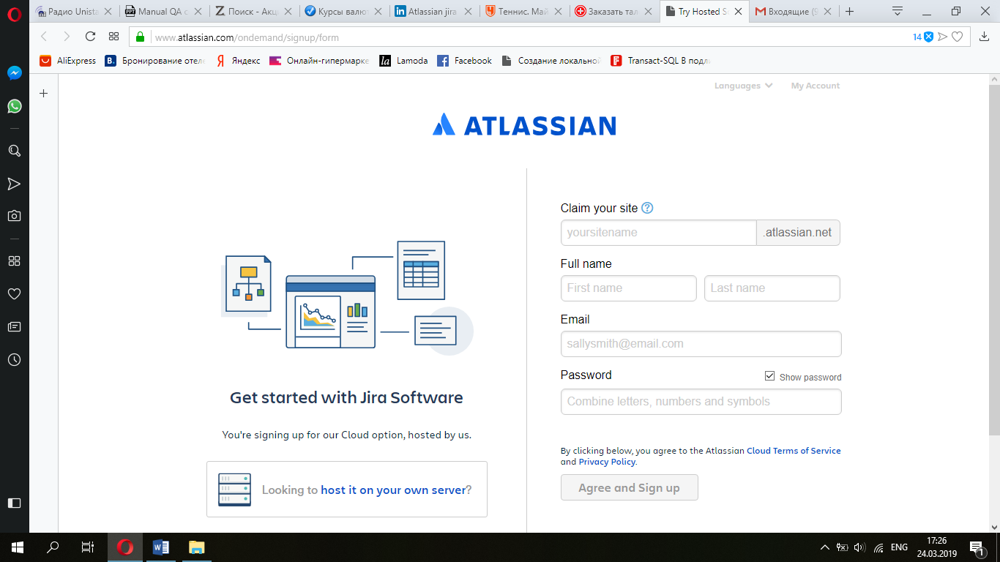 Радио Unista
Manual QA c
Поиск - Акц
Курсы валют
Atlassian jira
Теннис. Май
Заказать тал
Try Hosted S
Входящие (9
www.atlassian.com/ondemand/signup/form
14
AliExpress
Бронирование отеле
Яндекс
Онлайн-гипермарке
Lamoda
Facebook
Создание локальной
Transact-SQL В подли
Languages
My Account
ATLASSIAN
Claim your site ?
yoursitename
.atlassian.net
Full name
First name
Last name
Email
sallysmith@email.com
Password
Show password
Combine letters, numbers and symbols
Get started with Jira Software
You're signing up for our Cloud option, hosted by us.
Looking to host it on your own server?
By clicking below, you agree to the Atlassian Cloud Terms of Service
and Privacy Policy.
Agree and Sign up
ENG
17:26
24.03.2019
1